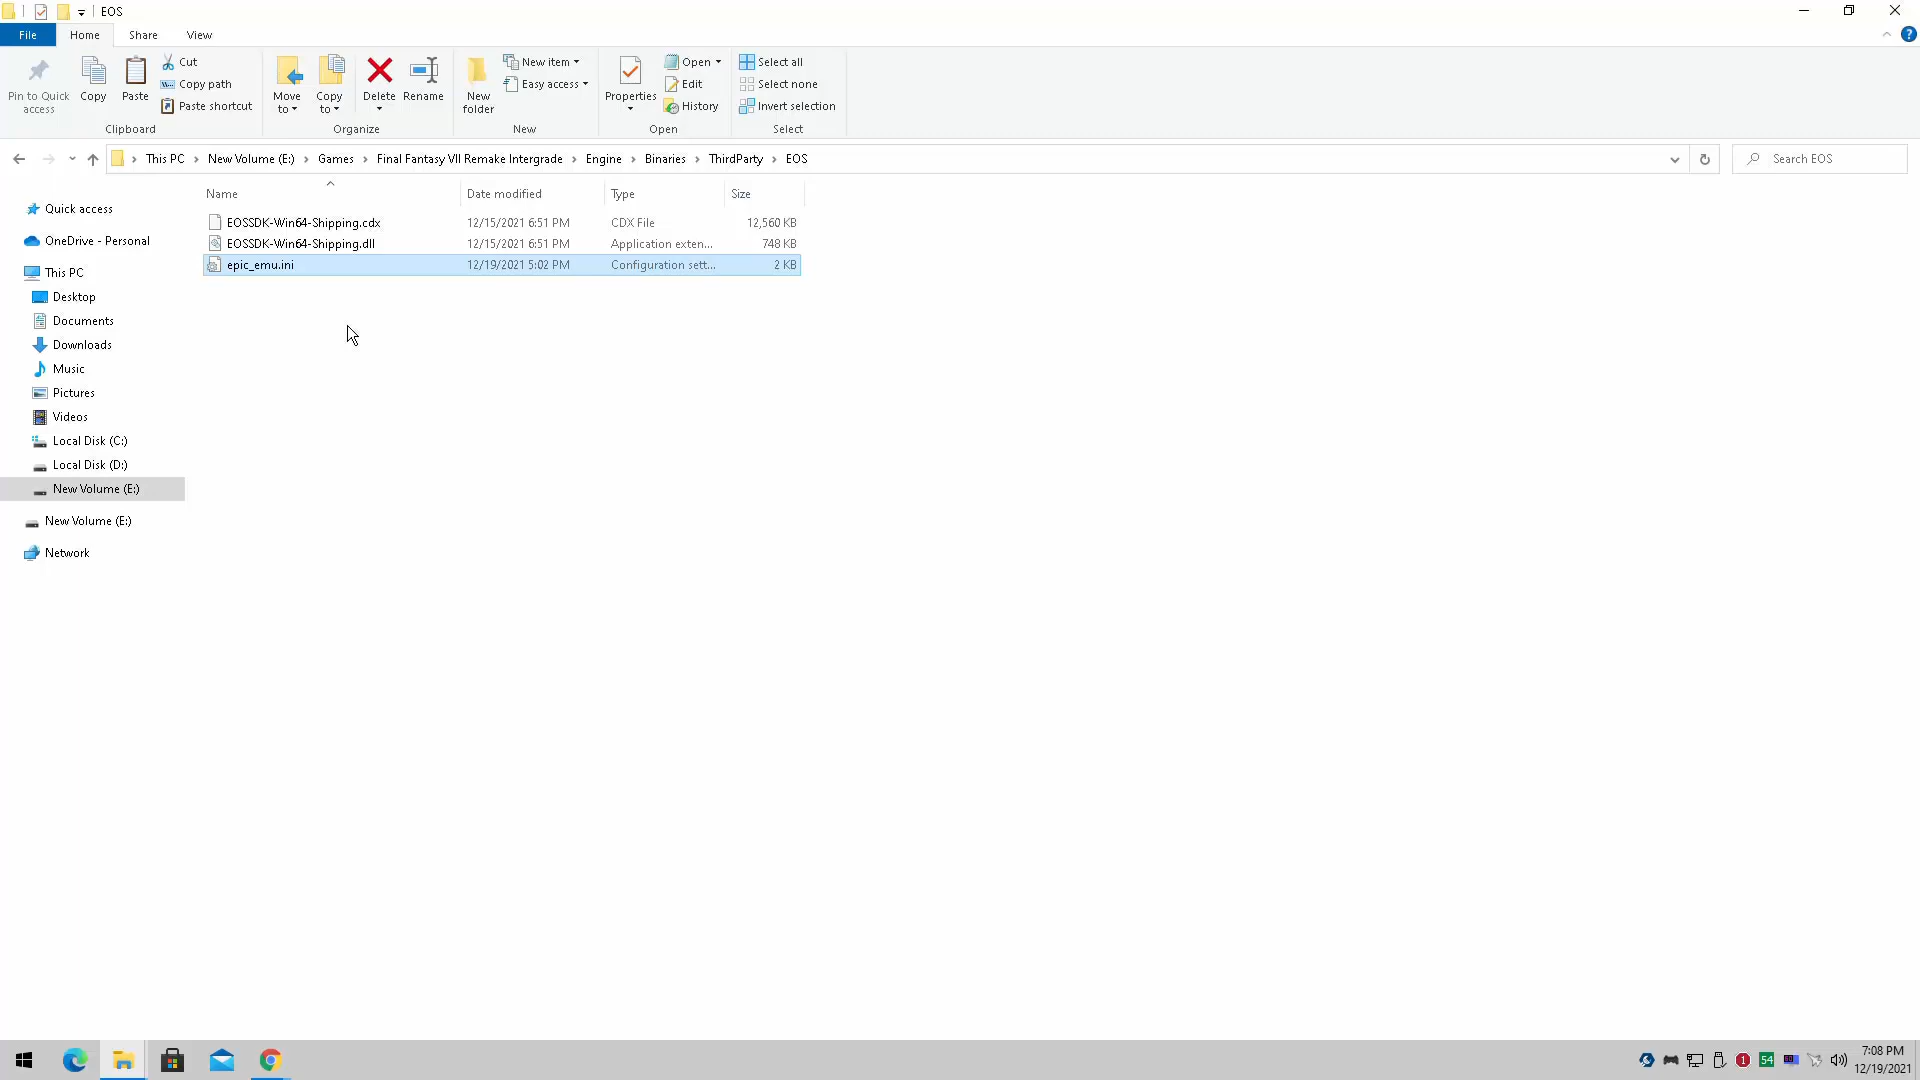 EOS
File Home Share View
Pin to Quick access
Copy
Paste
Cut
Copy path
Paste shortcut
Clipboard
Move to
Copy to
Delete
Rename
Organize
New folder
New item
Easy access
New
Properties
Open
Edit
History
Open
Select all
Select none
Invert selection
Select
This PC New Volume (E:) Games Final Fantasy VII Remake Intergrade Engine Binaries ThirdParty EOS
Search EOS
Name Date modified Type Size
EOSSDK-Win64-Shipping.cdx 12/15/2021 6:51 PM CDX File 12,560 KB
EOSSDK-Win64-Shipping.dll 12/15/2021 6:51 PM Application exten... 748 KB
epic_emu.ini 12/19/2021 5:02 PM Configuration sett... 2 KB
Quick access
OneDrive - Personal
This PC
Desktop
Documents
Downloads
Music
Pictures
Videos
Local Disk (C:)
Local Disk (D:)
New Volume (E:)
New Volume (E:)
Network
1
54
7:08 PM
12/19/2021